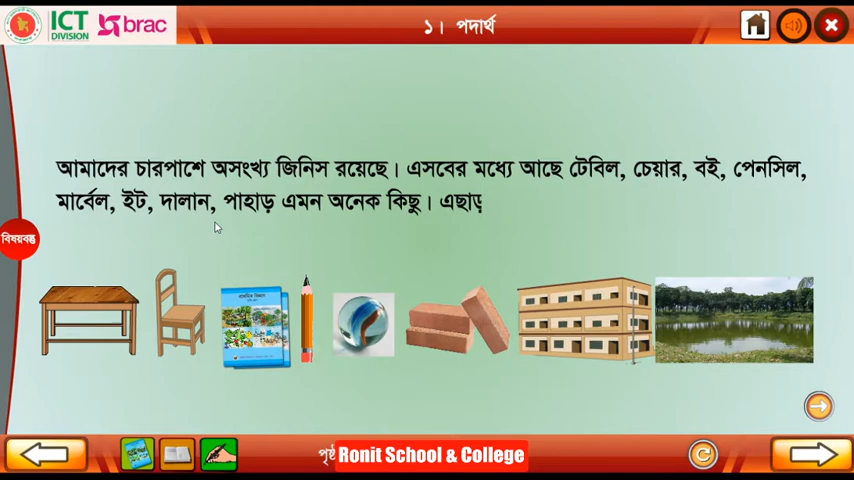 ICT
DIVISION
brac
১। পদার্থ
আমাদের চারপাশে অসংখ্য জিনিস রয়েছে। এসবের মধ্যে আছে টেবিল, চেয়ার, বই, পেনসিল,
মার্বেল, ইট, দালান, পাহাড় এমন অনেক কিছু। এছাড়
বিষয়বস্তু
Ronit School & College